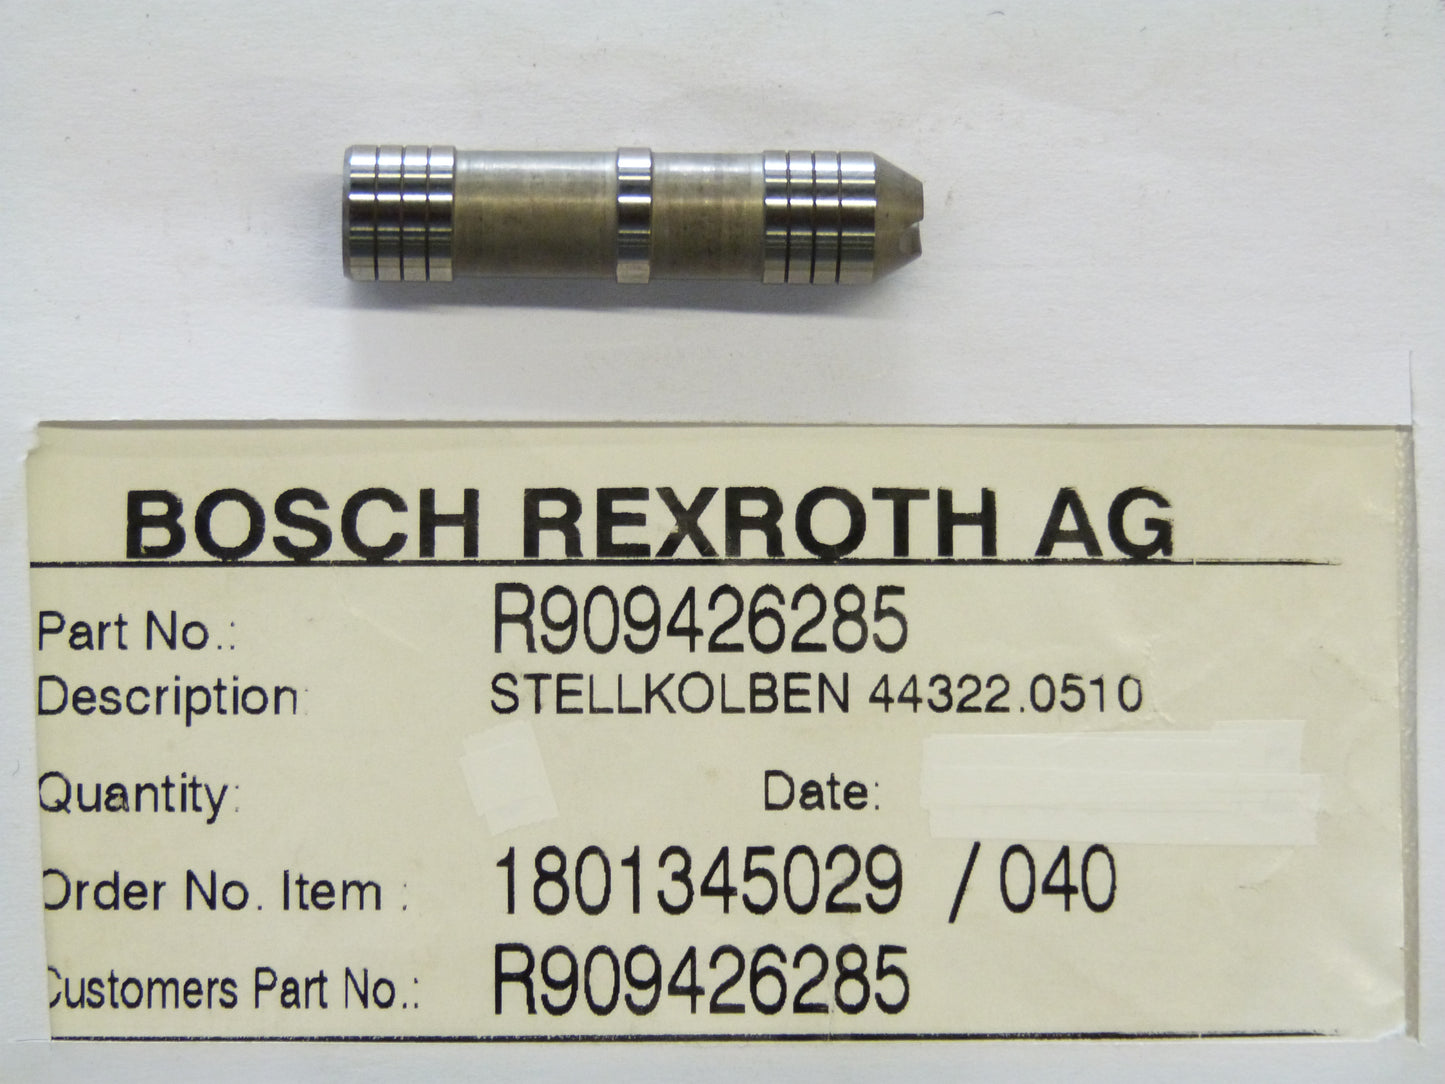 BOSCH REXROTH AG
Part No.: R909426285
Description: STELLKOLBEN 44322.0510
Quantity: Date:
Order No. Item : 1801345029 /040
Customers Part No.: R909426285